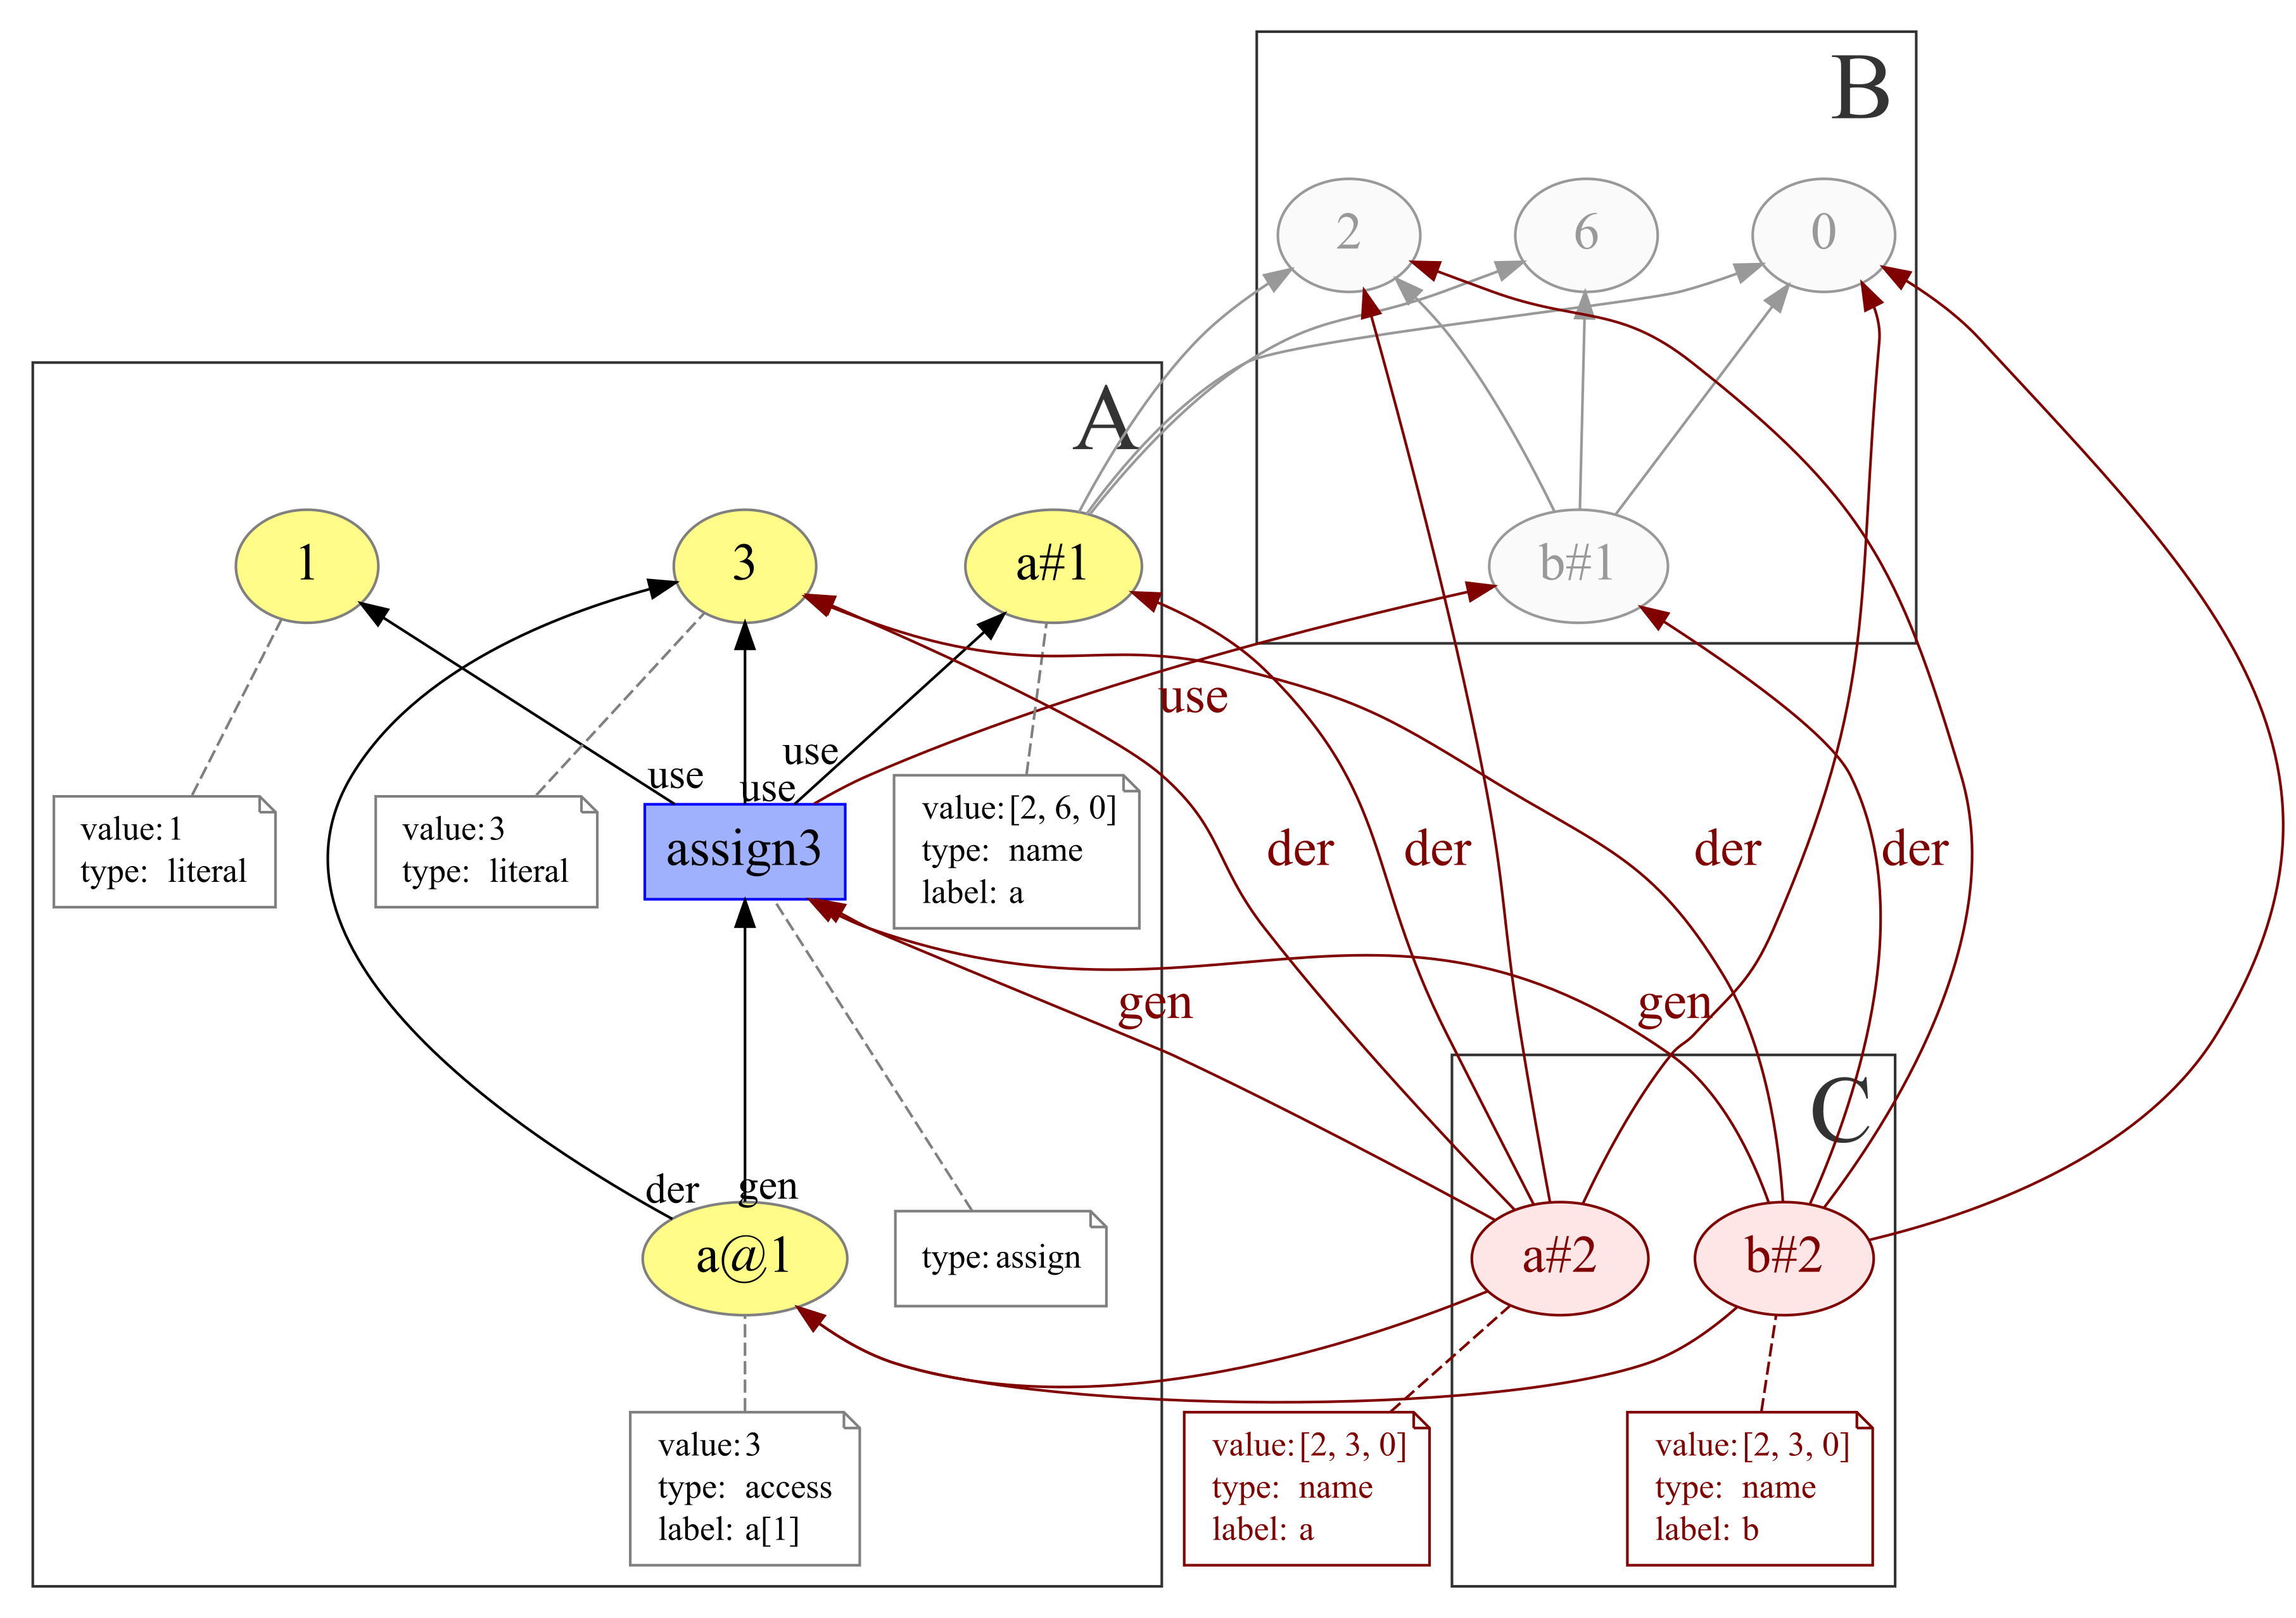 B
2
6
0
A
1
3
a#1
b#1
use
use
use
use
value: 1
type: literal
value: 3
type: literal
assign3
value: [2, 6, 0]
type: name
label: a
der
der
der
der
gen
gen
C
der
gen
a@1
type: assign
a#2
b#2
value: 3
type: access
label: a[1]
value: [2, 3, 0]
type: name
label: a
value: [2, 3, 0]
type: name
label: b